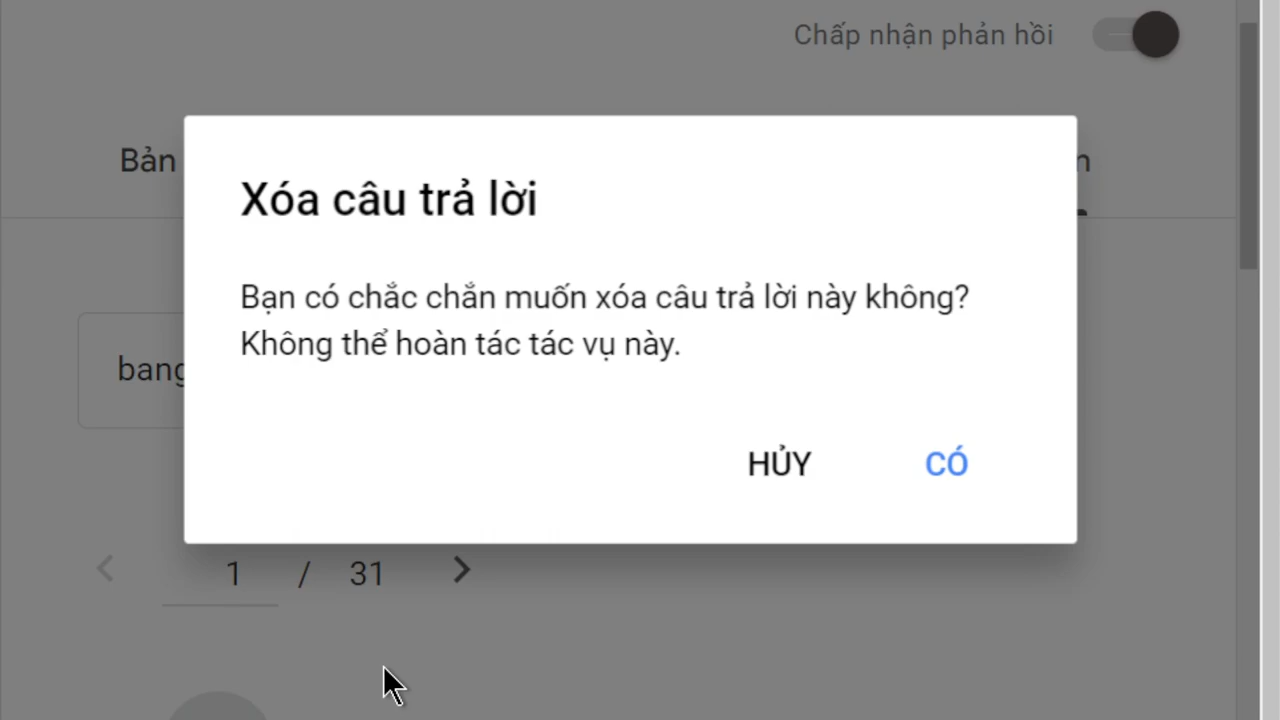 Chấp nhận phản hồi
Bản
Xóa câu trả lời
Bạn có chắc chắn muốn xóa câu trả lời này không?
Không thể hoàn tác tác vụ này.
bang
HỦY CÓ
1 / 31